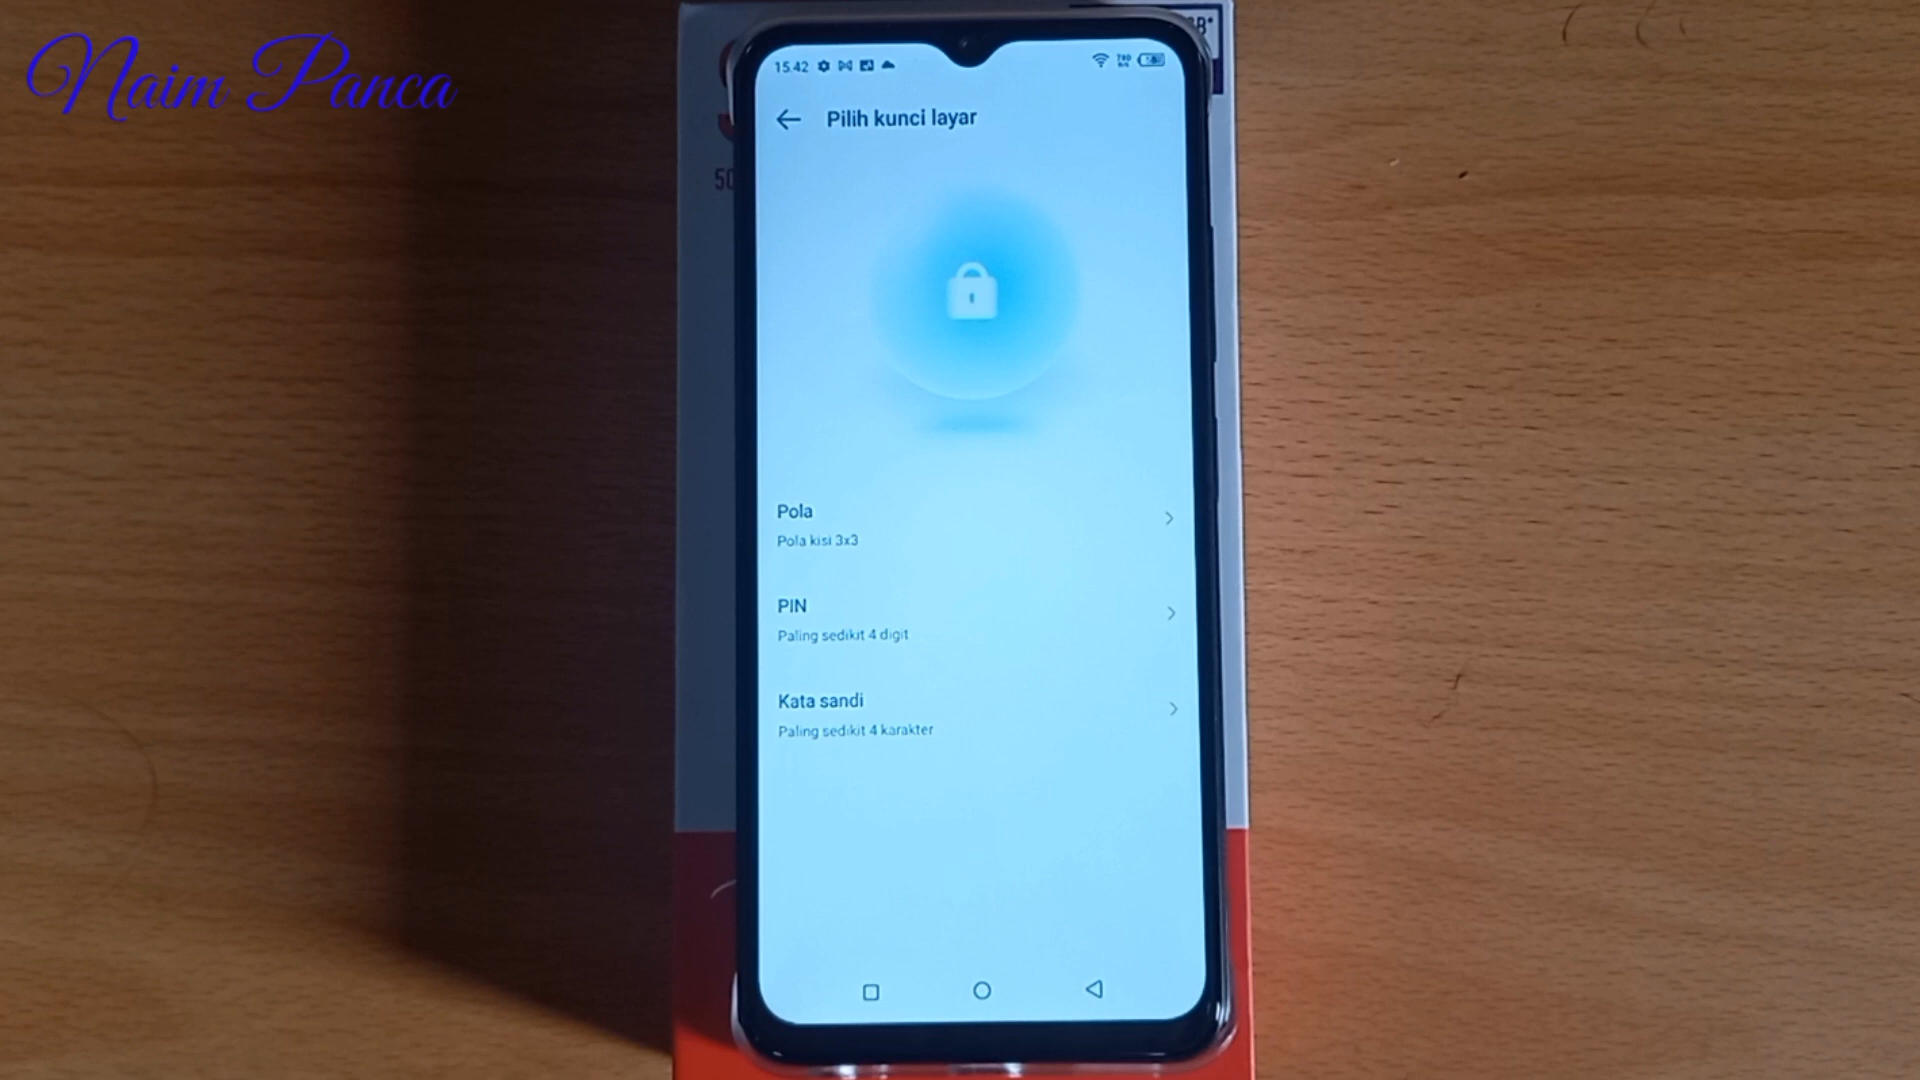 Naim Panca
15.42
Pilih kunci layar
Pola
Pola kisi 3x3
PIN
Paling sedikit 4 digit
Kata sandi
Paling sedikit 4 karakter